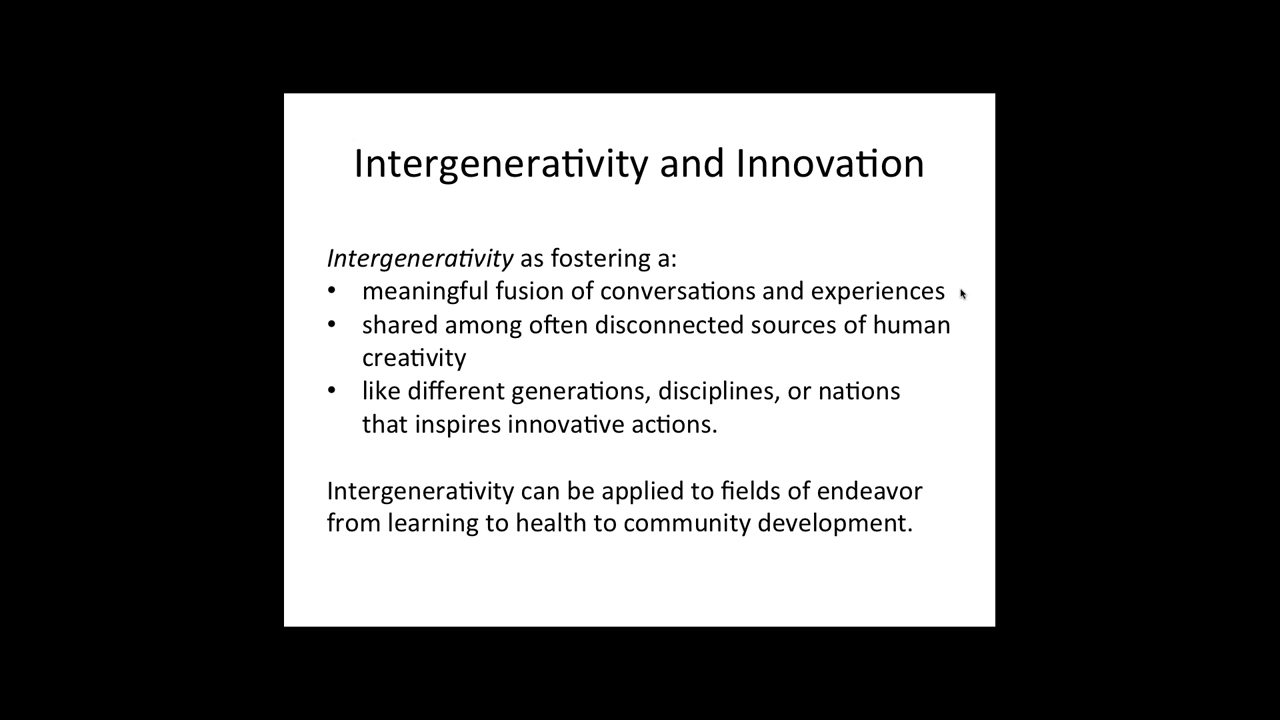 Intergenerativity and Innovation
Intergenerativity as fostering a:
• meaningful fusion of conversations and experiences
• shared among often disconnected sources of human
creativity
• like different generations, disciplines, or nations
that inspires innovative actions.
Intergenerativity can be applied to fields of endeavor
from learning to health to community development.